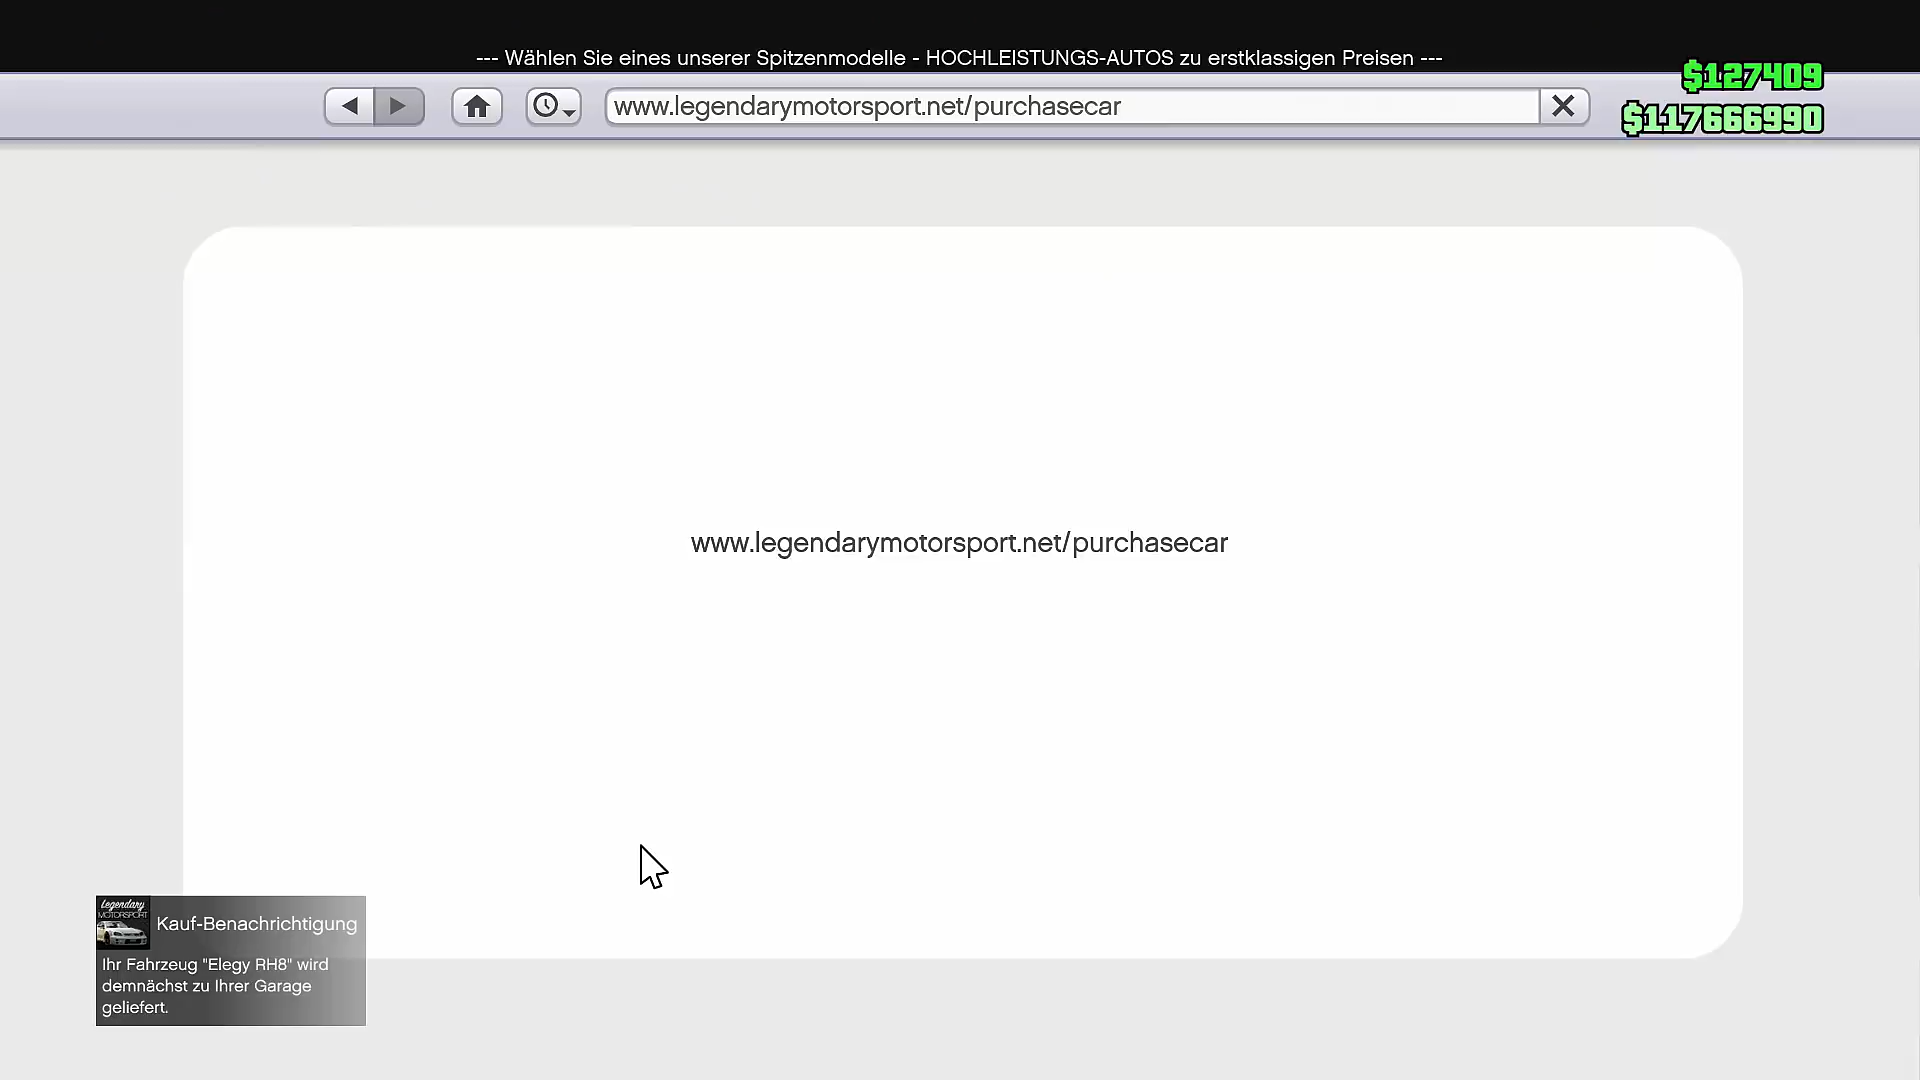 --- Wählen Sie eines unserer Spitzenmodelle - HOCHLEISTUNGS-AUTOS zu erstklassigen Preisen ---
$127409
www.legendarymotorsport.net/purchasecar
$117666990
www.legendarymotorsport.net/purchasecar
Legendary
MOTORSPORT
Kauf-Benachrichtigung
Ihr Fahrzeug "Elegy RH8" wird
demnächst zu Ihrer Garage
geliefert.